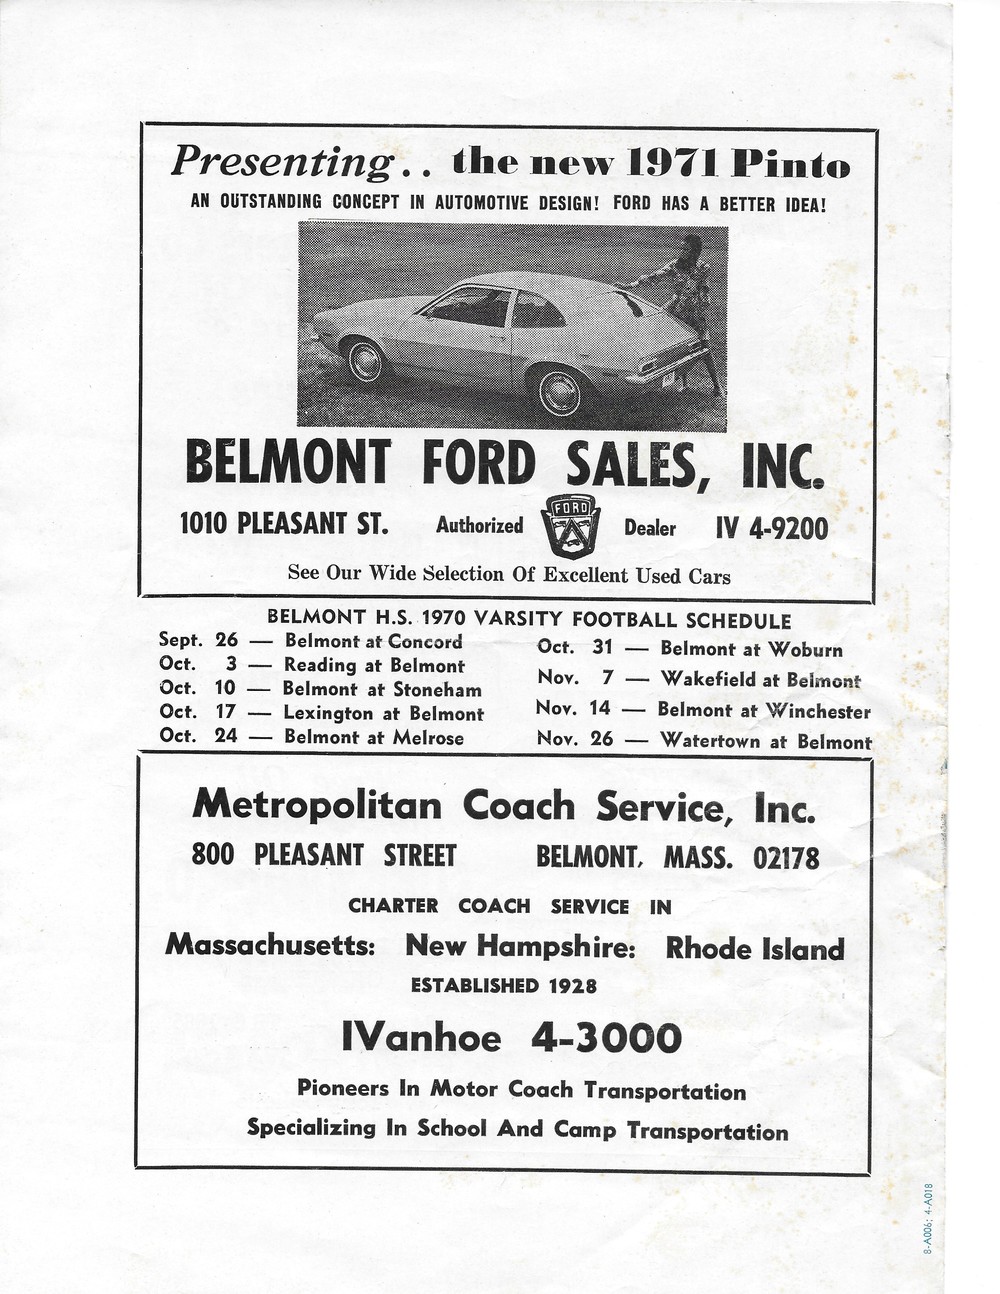 Presenting.. the new 1971 Pinto
AN OUTSTANDING CONCEPT IN AUTOMOTIVE DESIGN! FORD HAS A BETTER IDEA!
BELMONT FORD SALES, INC.
1010 PLEASANT ST. Authorized FORD Dealer IV 4-9200
See Our Wide Selection Of Excellent Used Cars
BELMONT H.S. 1970 VARSITY FOOTBALL SCHEDULE
Sept. 26 — Belmont at Concord
Oct. 3 — Reading at Belmont
Oct. 10 — Belmont at Stoneham
Oct. 17 — Lexington at Belmont
Oct. 24 — Belmont at Melrose
Oct. 31 — Belmont at Woburn
Nov. 7 — Wakefield at Belmont
Nov. 14 — Belmont at Winchester
Nov. 26 — Watertown at Belmont
Metropolitan Coach Service, Inc.
800 PLEASANT STREET BELMONT, MASS. 02178
CHARTER COACH SERVICE IN
Massachusetts: New Hampshire: Rhode Island
ESTABLISHED 1928
IVanhoe 4-3000
Pioneers In Motor Coach Transportation
Specializing In School And Camp Transportation
8-A006; 4-A018